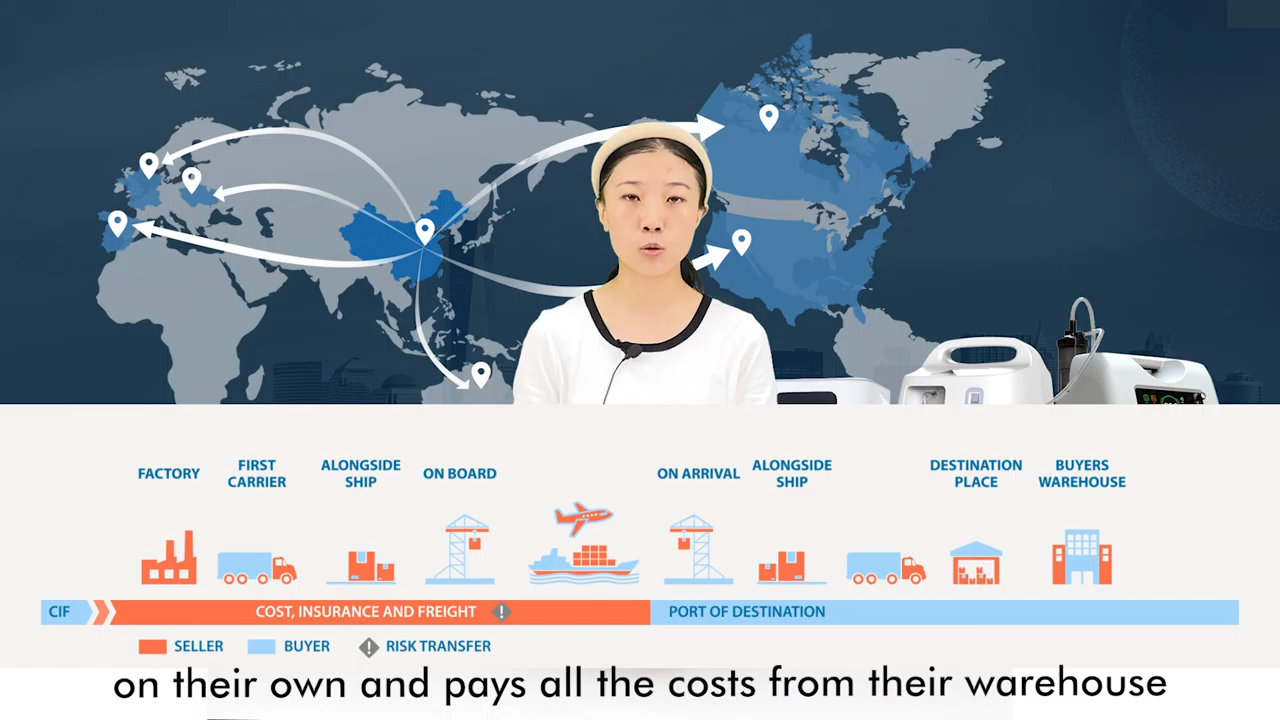 FACTORY
FIRST
CARRIER
ALONGSIDE
SHIP
ON BOARD
ON ARRIVAL
ALONGSIDE
SHIP
DESTINATION
PLACE
BUYERS
WAREHOUSE
CIF
COST, INSURANCE AND FREIGHT
!
PORT OF DESTINATION
SELLER
BUYER
! RISK TRANSFER
on their own and pays all the costs from their warehouse